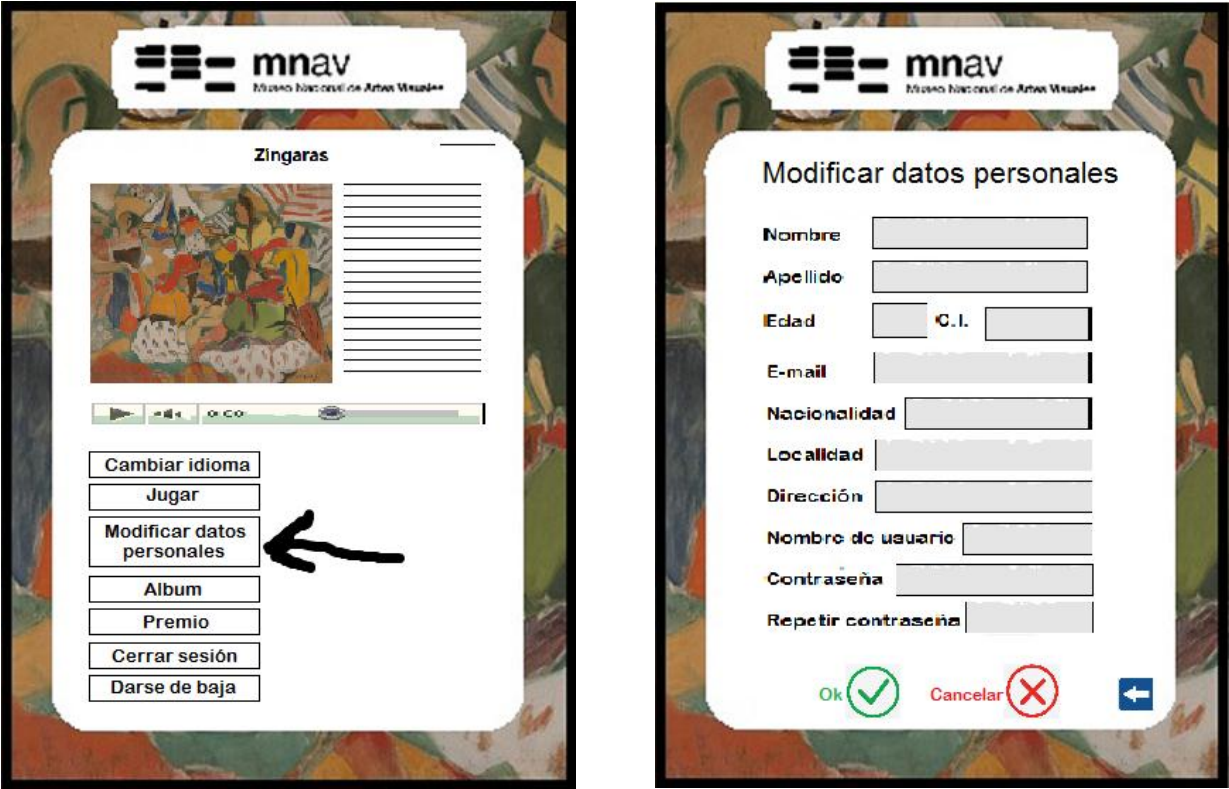 mnav
Museo Nacional de Artes Visuales
Zingaras
0:00
Cambiar idioma
Jugar
Modificar datos
personales
Album
Premio
Cerrar sesión
Darse de baja
mnav
Museo Nacional de Artes Visuales
Modificar datos personales
Nombre
Apellido
Edad C.I.
E-mail
Nacionalidad
Localidad
Dirección
Nombre de usuario
Contraseña
Repetir contraseña
Ok Cancelar